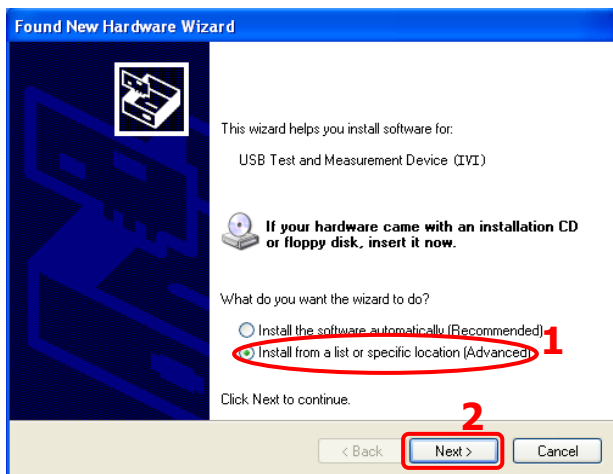 Found New Hardware Wizard
This wizard helps you install software for:
USB Test and Measurement Device (IVI)
If your hardware came with an installation CD
or floppy disk, insert it now.
What do you want the wizard to do?
Install the software automatically (Recommended)
Install from a list or specific location (Advanced)
1
Click Next to continue.
2
< Back
Next >
Cancel